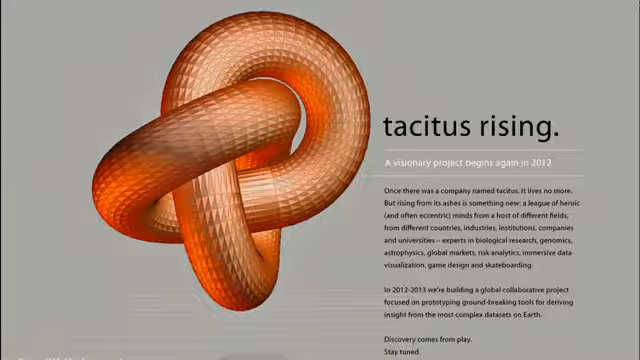 tacitus rising.
A visionary project begins again in 2012
Once there was a company named tacitus. It lives no more.
But rising from its ashes is something new; a league of heroic
(and often eccentric) minds from a host of different fields,
from different countries, industries, institutions, companies
and universities – experts in biological research, genomics,
astrophysics, global markets, risk analytics, immersive data
visualization, game design and skateboarding.
In 2012-2013 we're building a global collaborative project
focused on prototyping ground-breaking tools for deriving
insight from the most complex datasets on Earth.
Discovery comes from play.
Stay tuned.